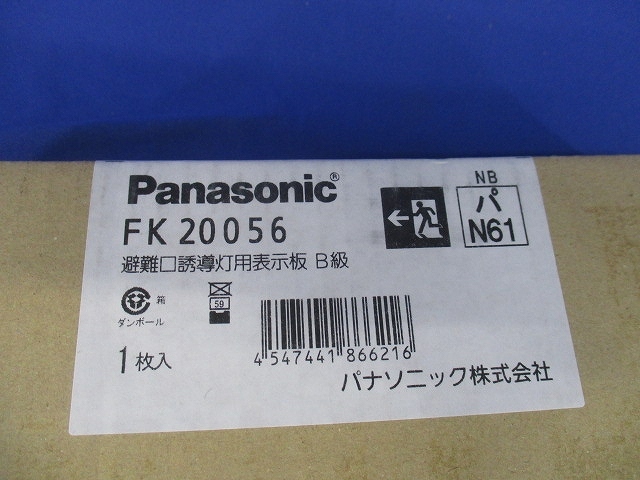 Panasonic®
FK20056
避難口誘導灯用表示板 B級
NB
パ
N61
箱
ダンボール
59
1枚入
4 547441 866216
パナソニック株式会社